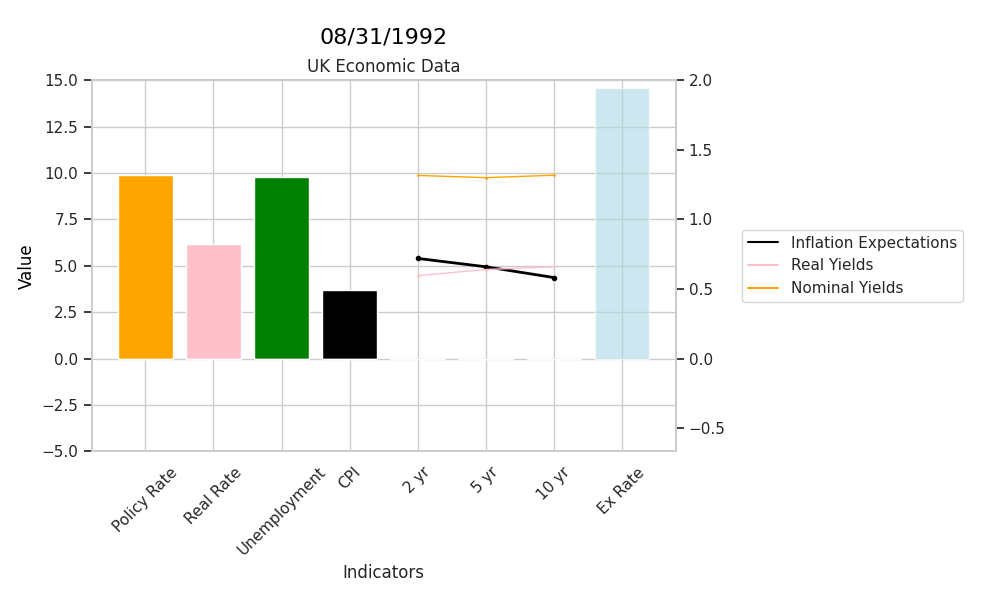 08/31/1992
UK Economic Data
15.0
12.5
10.0
7.5
5.0
2.5
0.0
−2.5
−5.0
Value
2.0
1.5
1.0
0.5
0.0
−0.5
Inflation Expectations
Real Yields
Nominal Yields
Policy Rate
Real Rate
Unemployment
CPI
2 yr
5 yr
10 yr
Ex Rate
Indicators